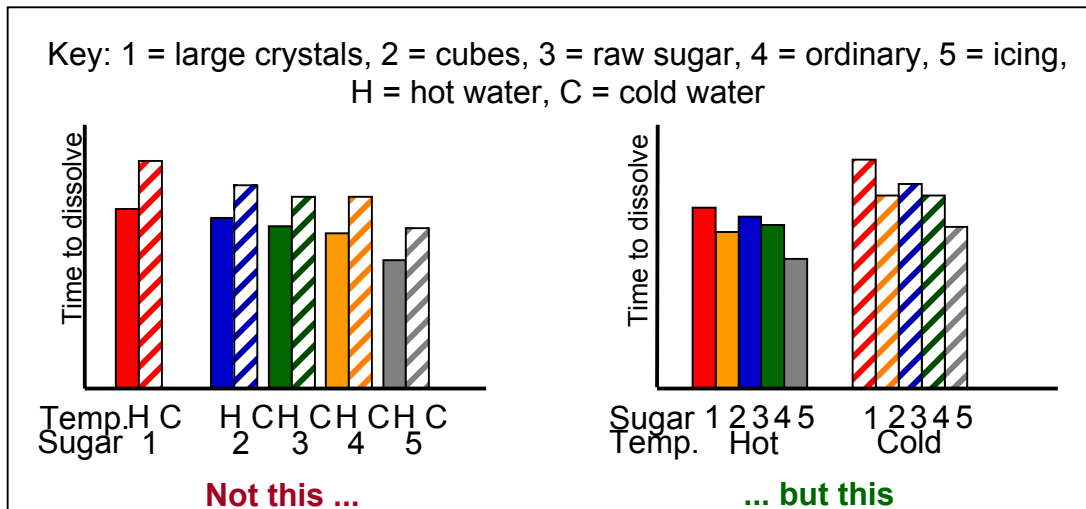 Key: 1 = large crystals, 2 = cubes, 3 = raw sugar, 4 = ordinary, 5 = icing,
H = hot water, C = cold water
Time to dissolve
Temp. H C H C H C H C H C
Sugar 1 2 3 4 5
Not this ...
Time to dissolve
Sugar 1 2 3 4 5 1 2 3 4 5
Temp. Hot Cold
... but this